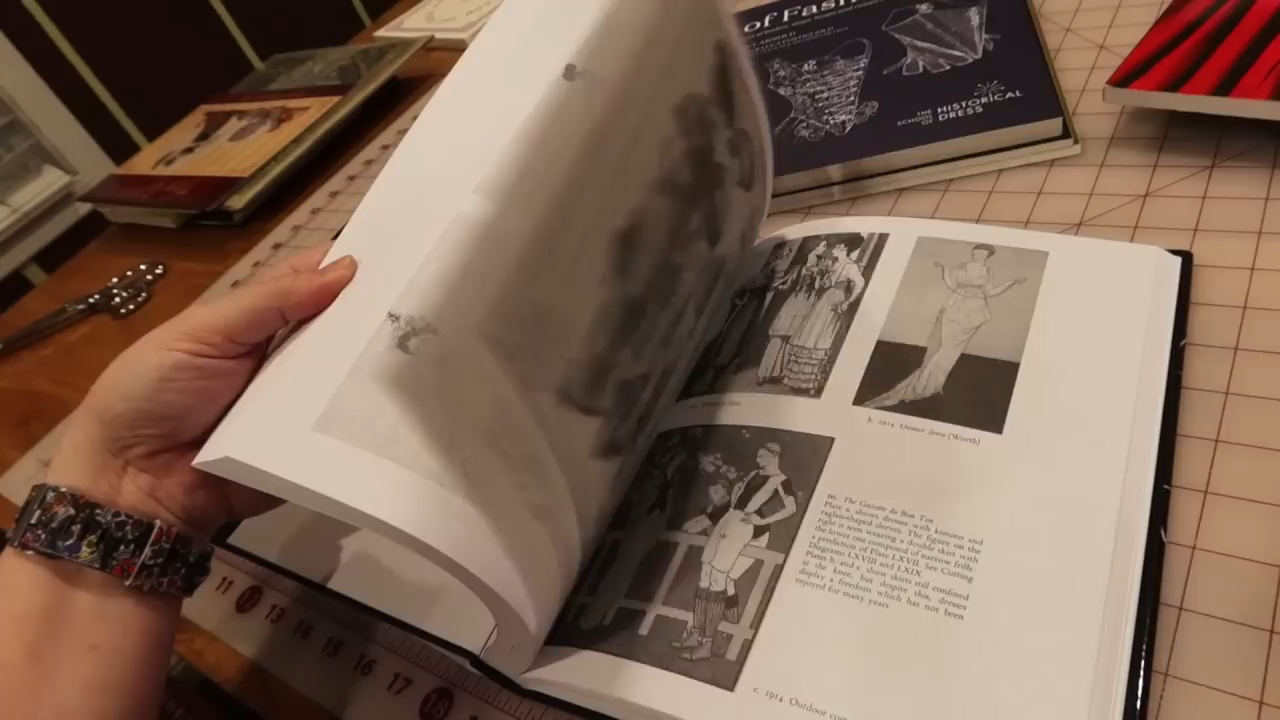 of Fash
THE
SCHOOL HISTORICAL
OF DRESS
b. 1914. Dinner dress (Worth)
The Gazette du Bon Ton
Plate a. shows dresses with kimono and
raglan-shaped sleeves. The figure on the
right is seen wearing a double skirt with
the lower one composed of narrow frills
a prediction of Plate LXVII. See Cutting
Diagrams LXVIII and LXIX
Plates b. and c. show skirts still confined
at the knee, but despite this, dresses
display a freedom which has not been
enjoyed for many years
c. 1914. Outdoor
11 12 13 14 15 16 17 18